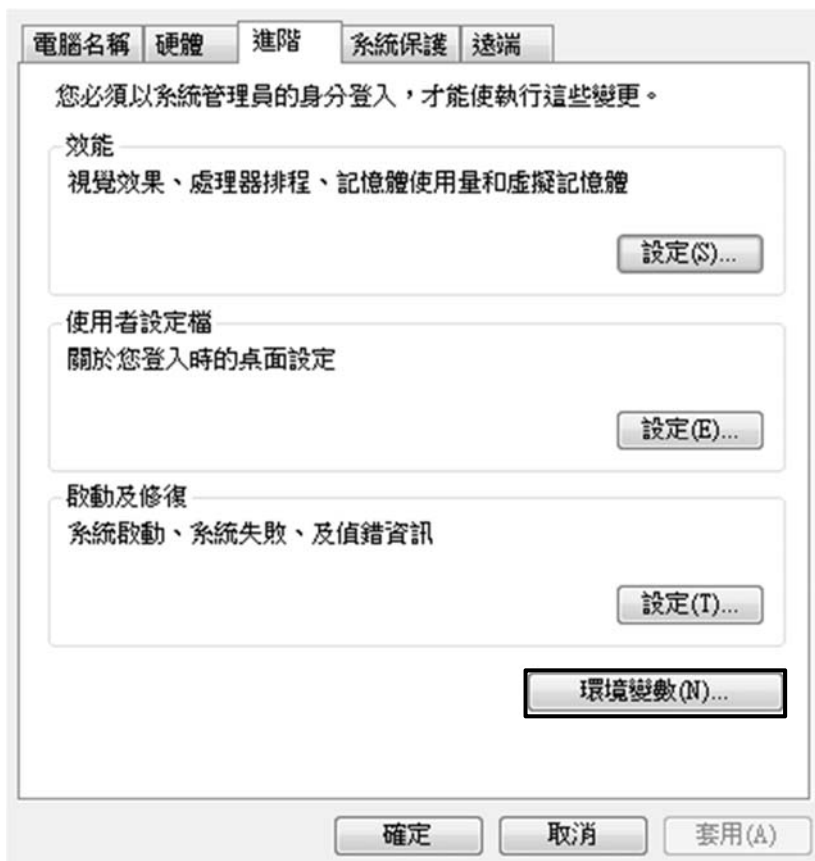 電腦名稱 硬體 進階 系統保護 遠端
您必須以系統管理員的身分登入,才能使執行這些變更。
效能
視覺效果、處理器排程、記憶體使用量和虛擬記憶體
設定(S)...
使用者設定檔
關於您登入時的桌面設定
設定(E)...
啟動及修復
系統啟動、系統失敗、及偵錯資訊
設定(T)...
環境變數(N)...
確定 取消 套用(A)